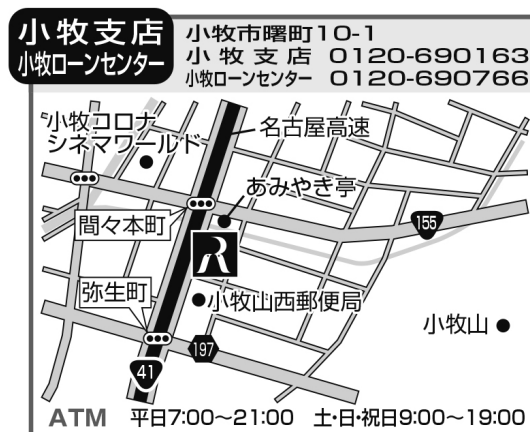 小牧支店
小牧ローンセンター
小牧市曙町10-1
小牧支店 0120-690163
小牧ローンセンター 0120-690766
小牧コロナ
シネマワールド
名古屋高速
あみやき亭
間々本町
155
R
弥生町
小牧山西郵便局
小牧山
197
41
ATM 平日7:00～21:00 土・日・祝日9:00～19:00